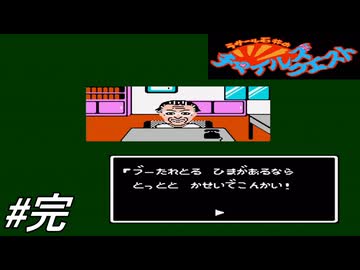 ラサール石井の
チャイルズクエスト
『ブーたれとる ひまがあるなら
とっとと かせいでこんかい!
#完